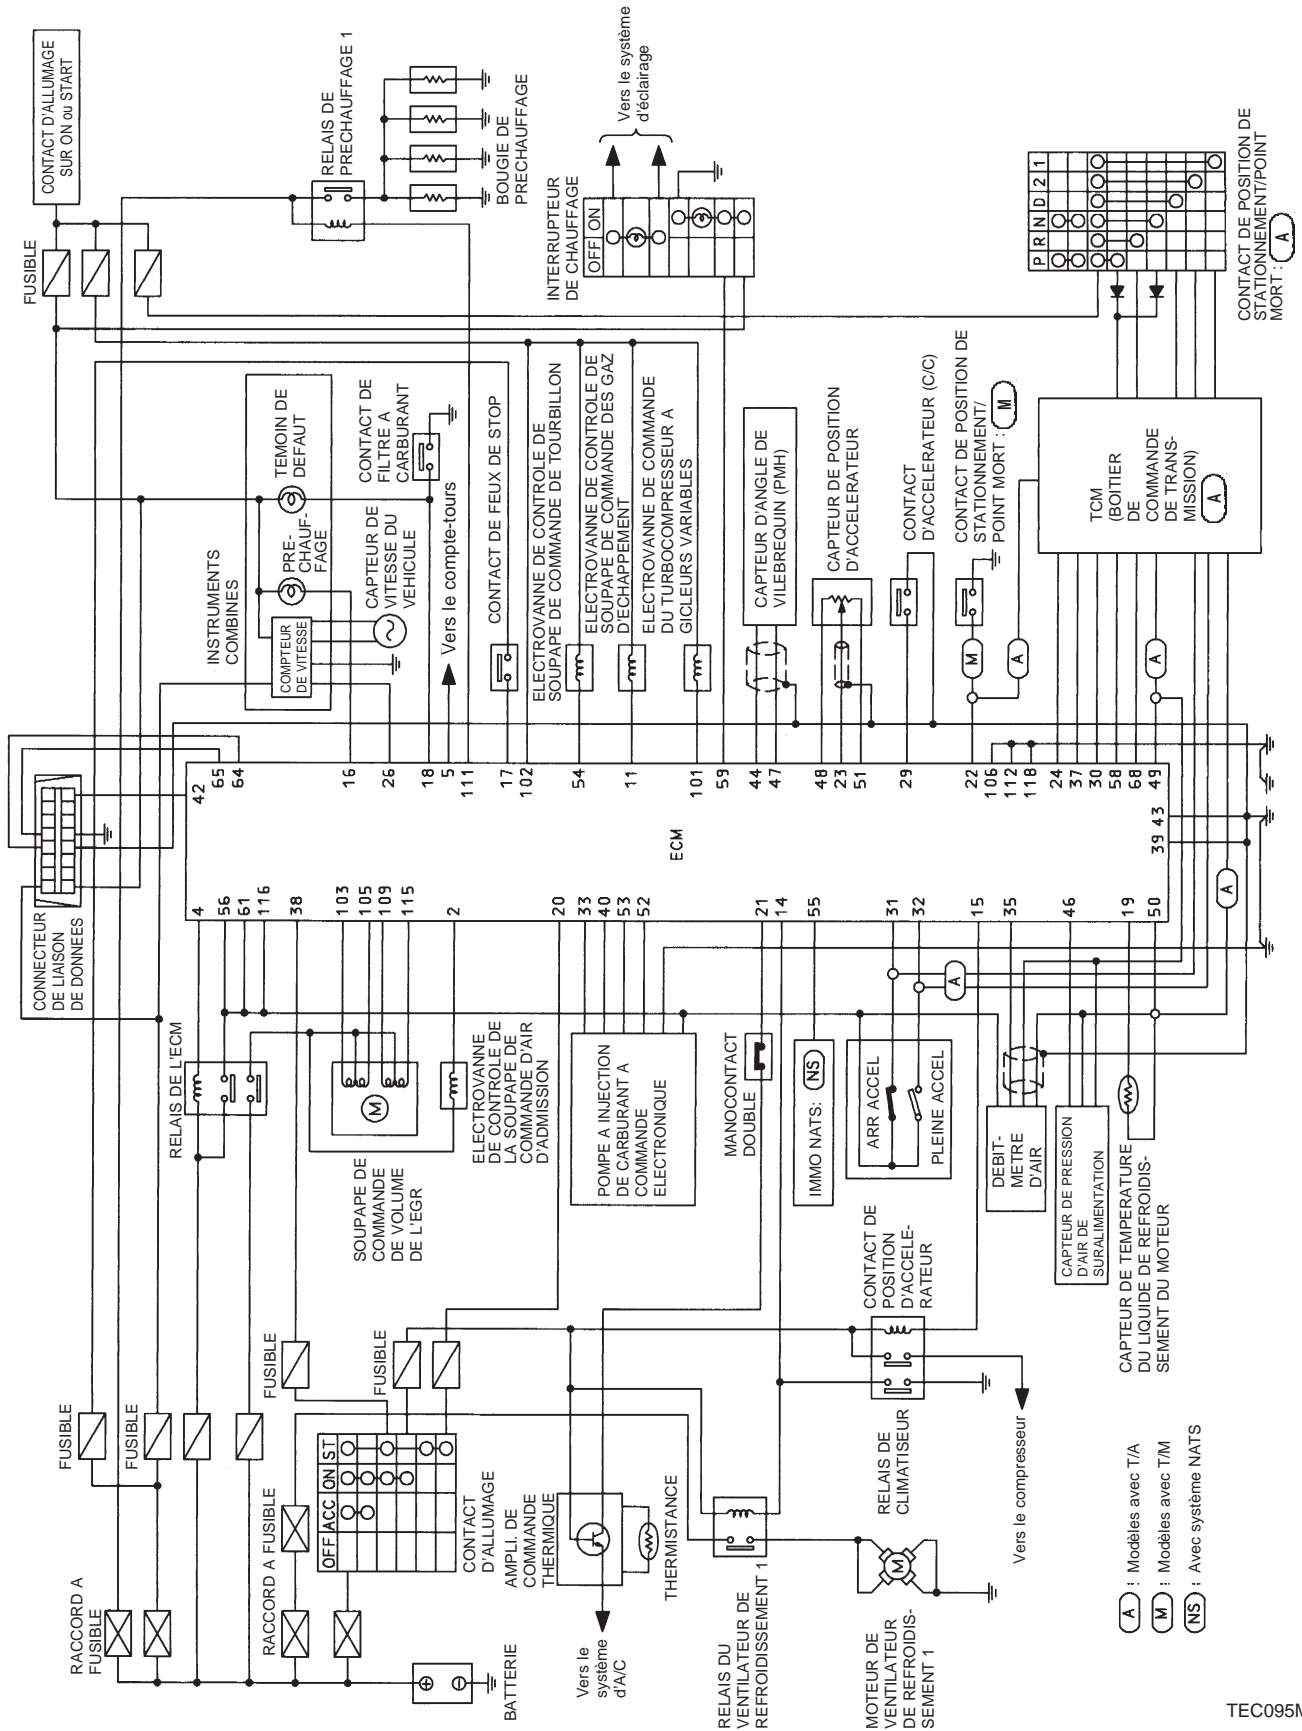 CONTACT D'ALLUMAGE
SUR ON ou START
FUSIBLE
RELAIS DE
PRECHAUFFAGE 1
BOUGIE DE
PRECHAUFFAGE
INTERRUPTEUR
DE CHAUFFAGE
OFF ON
Vers le système
d'éclairage
P R N D 2 1
CONTACT DE POSITION DE
STATIONNEMENT/POINT
MORT : A
INSTRUMENTS
COMBINES
TEMOIN DE
DEFAUT
PRE-
CHAUF-
FAGE
COMPTEUR
DE VITESSE
CONTACT DE
FILTRE A
CARBURANT
CAPTEUR DE
VITESSE DU
VEHICULE
Vers le compte-tours
CONTACT DE FEUX DE STOP
ELECTROVANNE DE CONTROLE DE
SOUPAPE DE COMMANDE DE TOURBILLON
ELECTROVANNE DE CONTROLE DE
SOUPAPE DE COMMANDE DES GAZ
D'ECHAPPEMENT
ELECTROVANNE DE COMMANDE
DU TURBOCOMPRESSEUR A
GICLEURS VARIABLES
CAPTEUR D'ANGLE DE
VILEBREQUIN (PMH)
CAPTEUR DE POSITION
D'ACCELERATEUR
CONTACT
D'ACCELERATEUR (C/C)
CONTACT DE POSITION DE
STATIONNEMENT/
POINT MORT : M
TCM
(BOITIER
DE
COMMANDE
DE TRANS-
MISSION)
A
M
A
A
A
CONNECTEUR
DE LIAISON
DE DONNEES
42
65
64
16
26
18
5
111
17
102
54
11
101
59
44
47
48
23
51
29
22
106
112
118
24
37
30
58
68
49
ECM
39 43
4
56
61
116
38
103
105
109
115
2
20
33
40
53
52
21
14
55
31
32
15
35
46
19
50
RELAIS DE L'ECM
M
SOUPAPE DE
COMMANDE
DE VOLUME
DE L'EGR
ELECTROVANNE
DE CONTROLE DE
LA SOUPAPE DE
COMMANDE D'AIR
D'ADMISSION
POMPE A INJECTION
DE CARBURANT A
COMMANDE
ELECTRONIQUE
MANOCONTACT
DOUBLE
IMMO NATS: NS
ARR ACCEL
PLEINE ACCEL
A
CONTACT DE
POSITION
D'ACCELE-
RATEUR
DEBIT-
METRE
D'AIR
CAPTEUR DE PRESSION
D'AIR DE
SURALIMENTATION
CAPTEUR DE TEMPERATURE
DU LIQUIDE DE REFROIDIS-
SEMENT DU MOTEUR
FUSIBLE
FUSIBLE
FUSIBLE
FUSIBLE
RACCORD A
FUSIBLE
RACCORD A FUSIBLE
OFF ACC ON ST
CONTACT
D'ALLUMAGE
BATTERIE
AMPLI. DE
COMMANDE
THERMIQUE
THERMISTANCE
Vers le
système
d'A/C
RELAIS DU
VENTILATEUR DE
REFROIDISSEMENT 1
RELAIS DE
CLIMATISEUR
M
MOTEUR DE
VENTILATEUR
DE REFROIDIS-
SEMENT 1
Vers le compresseur
A : Modèles avec T/A
M : Modèles avec T/M
NS : Avec système NATS